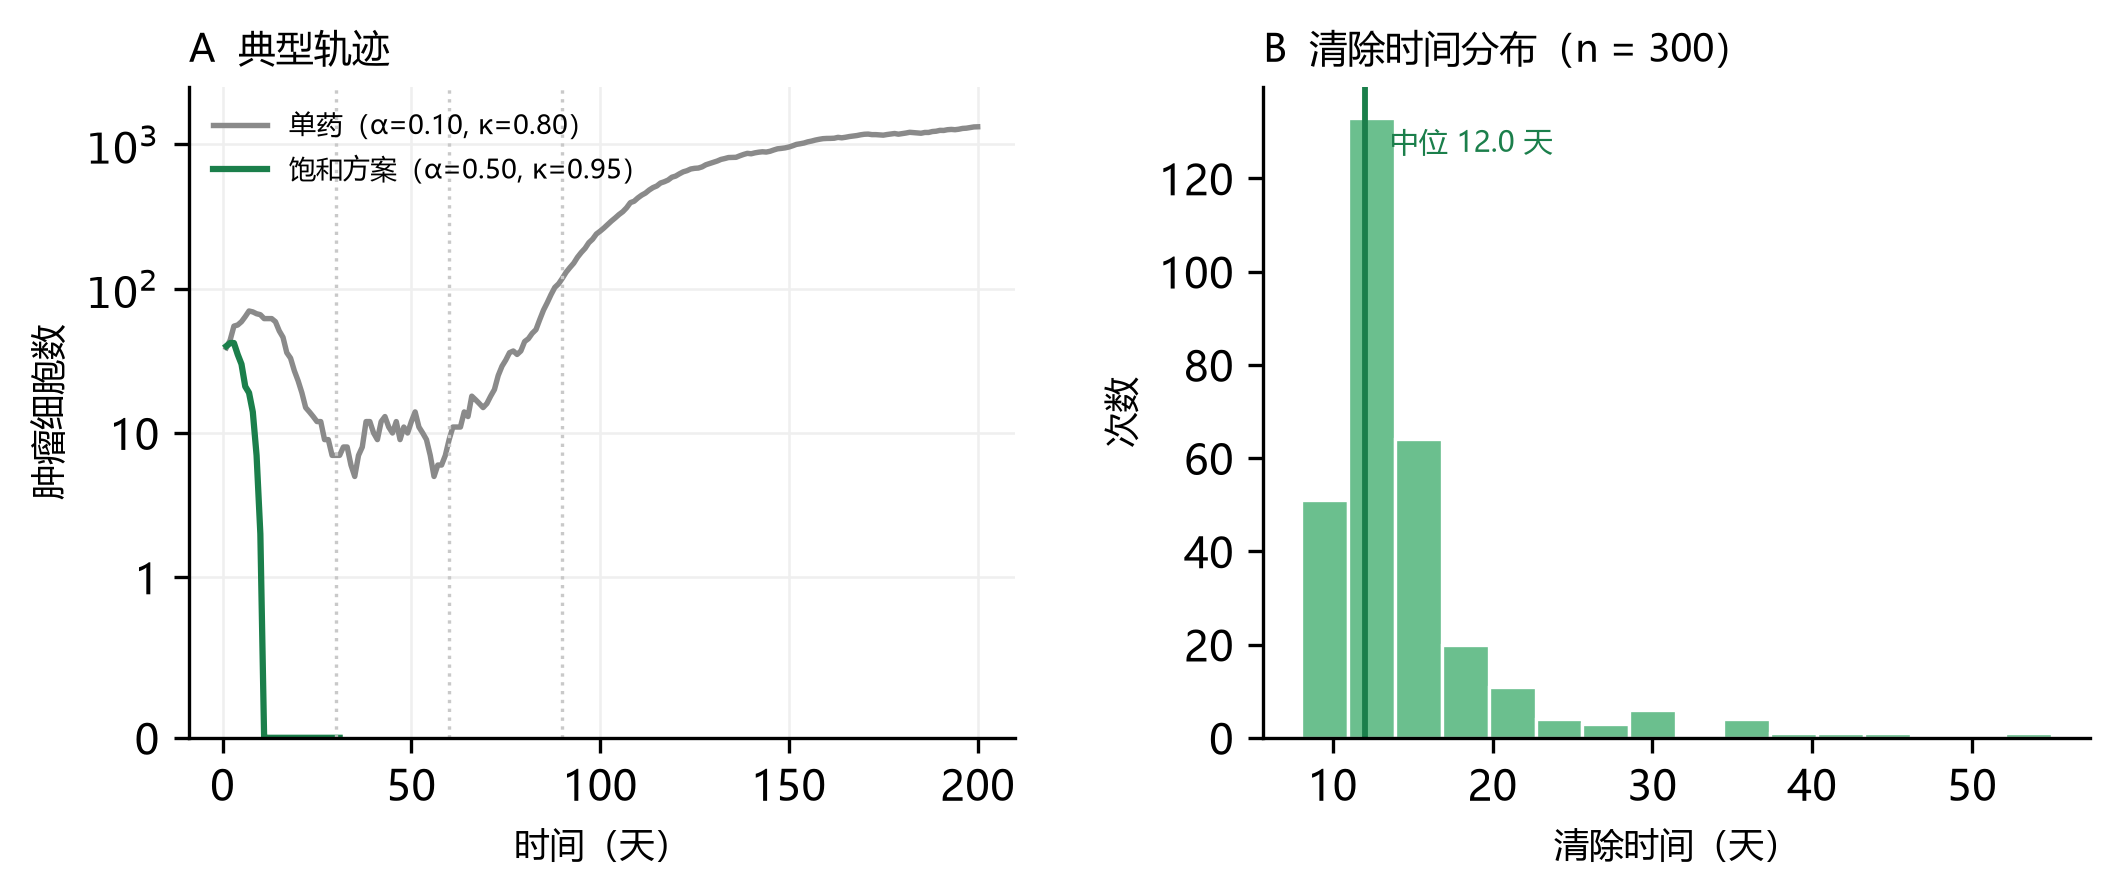 A 典型轨迹
单药（α=0.10, κ=0.80）
饱和方案（α=0.50, κ=0.95）
肿瘤细胞数
10³
10²
10
1
0
0 50 100 150 200
时间（天）
B 清除时间分布（n = 300）
中位 12.0 天
次数
120
100
80
60
40
20
0
10 20 30 40 50
清除时间（天）